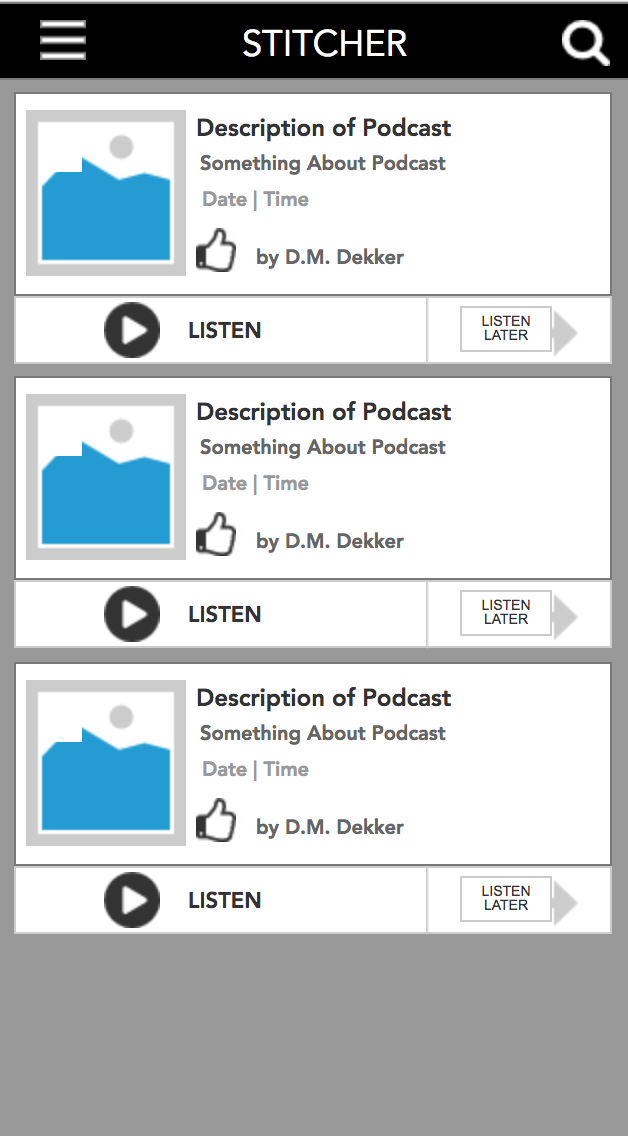 STITCHER
Description of Podcast
Something About Podcast
Date | Time
by D.M. Dekker
LISTEN
LISTEN
LATER
Description of Podcast
Something About Podcast
Date | Time
by D.M. Dekker
LISTEN
LISTEN
LATER
Description of Podcast
Something About Podcast
Date | Time
by D.M. Dekker
LISTEN
LISTEN
LATER